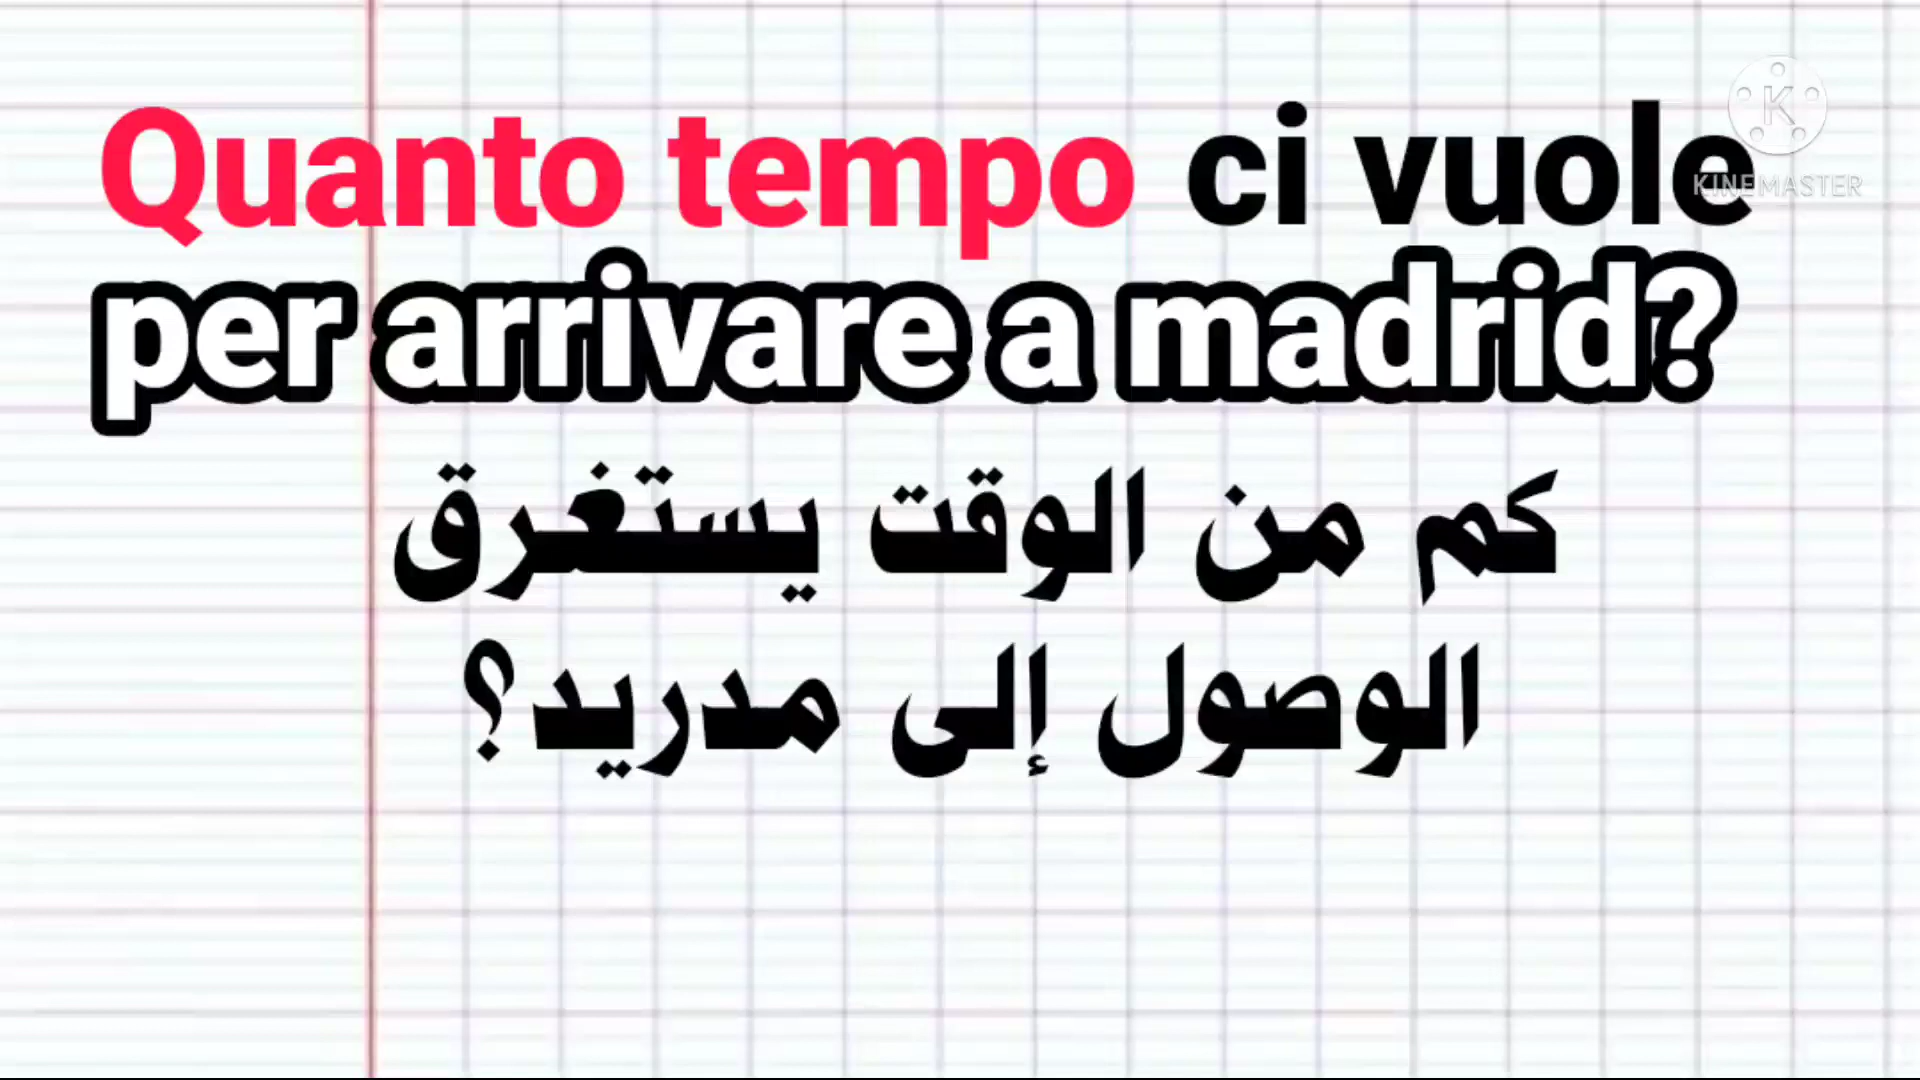 Quanto tempo ci vuole
KINEMASTER
per arrivare a madrid?
كم من الوقت يستغرق
الوصول إلى مدريد؟